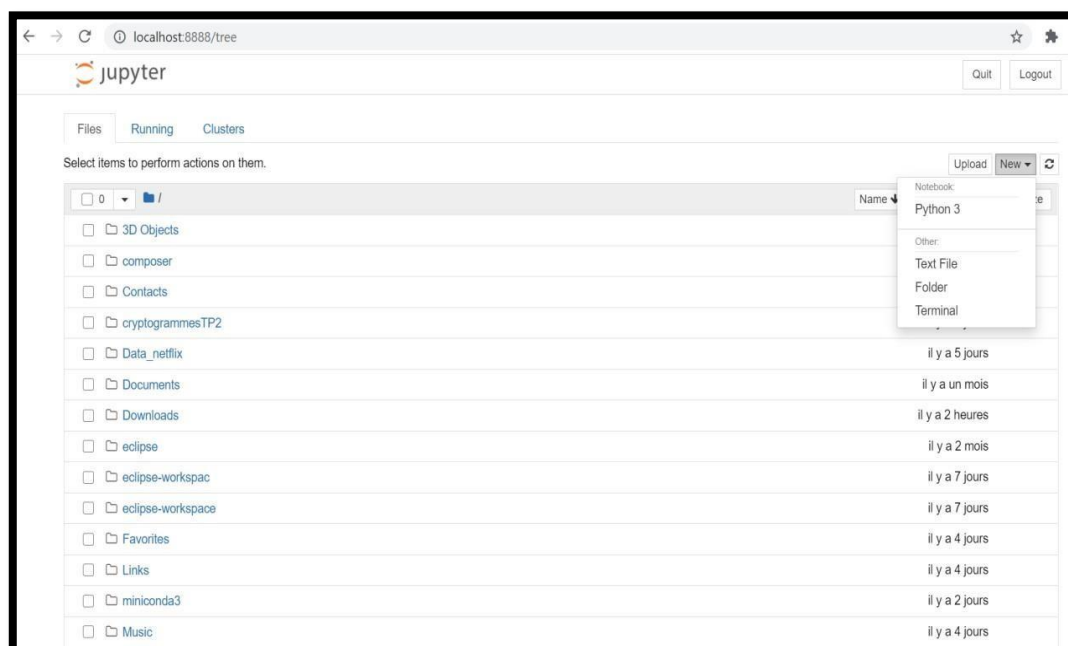 localhost:8888/tree
jupyter
Quit
Logout
Files Running Clusters
Select items to perform actions on them.
Upload New
0 /
Name
Notebook:
Python 3
Other:
Text File
Folder
Terminal
3D Objects
composer
Contacts
cryptogrammesTP2
Data_netflix il y a 5 jours
Documents il y a un mois
Downloads il y a 2 heures
eclipse il y a 2 mois
eclipse-workspac il y a 7 jours
eclipse-workspace il y a 7 jours
Favorites il y a 4 jours
Links il y a 4 jours
miniconda3 il y a 2 jours
Music il y a 4 jours